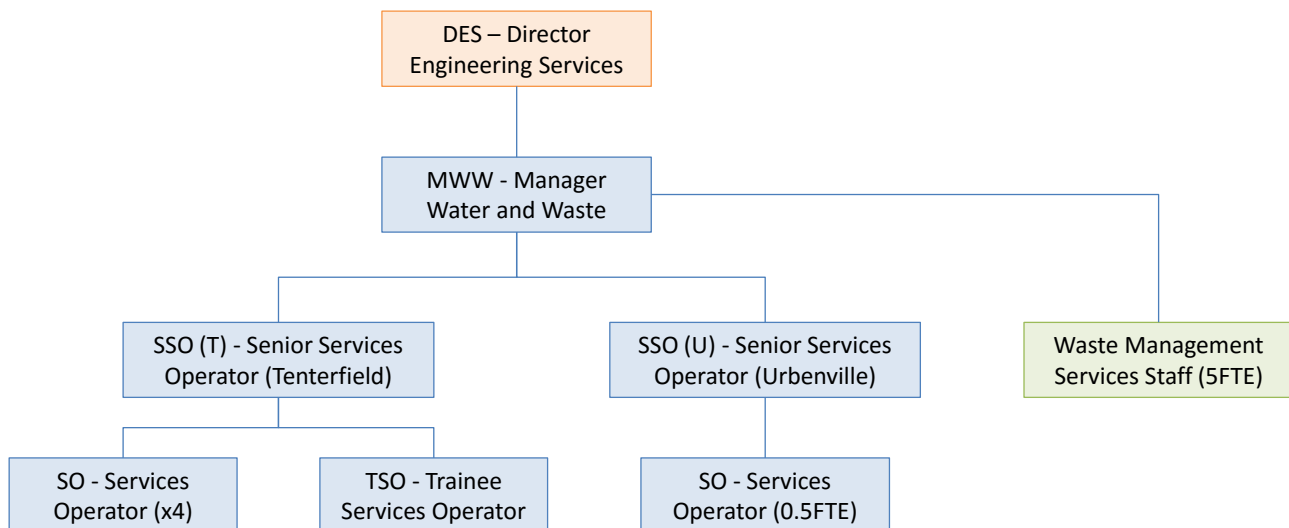 DES – Director
Engineering Services
MWW - Manager
Water and Waste
SSO (T) - Senior Services
Operator (Tenterfield)
SSO (U) - Senior Services
Operator (Urbenville)
Waste Management
Services Staff (5FTE)
SO - Services
Operator (x4)
TSO - Trainee
Services Operator
SO - Services
Operator (0.5FTE)